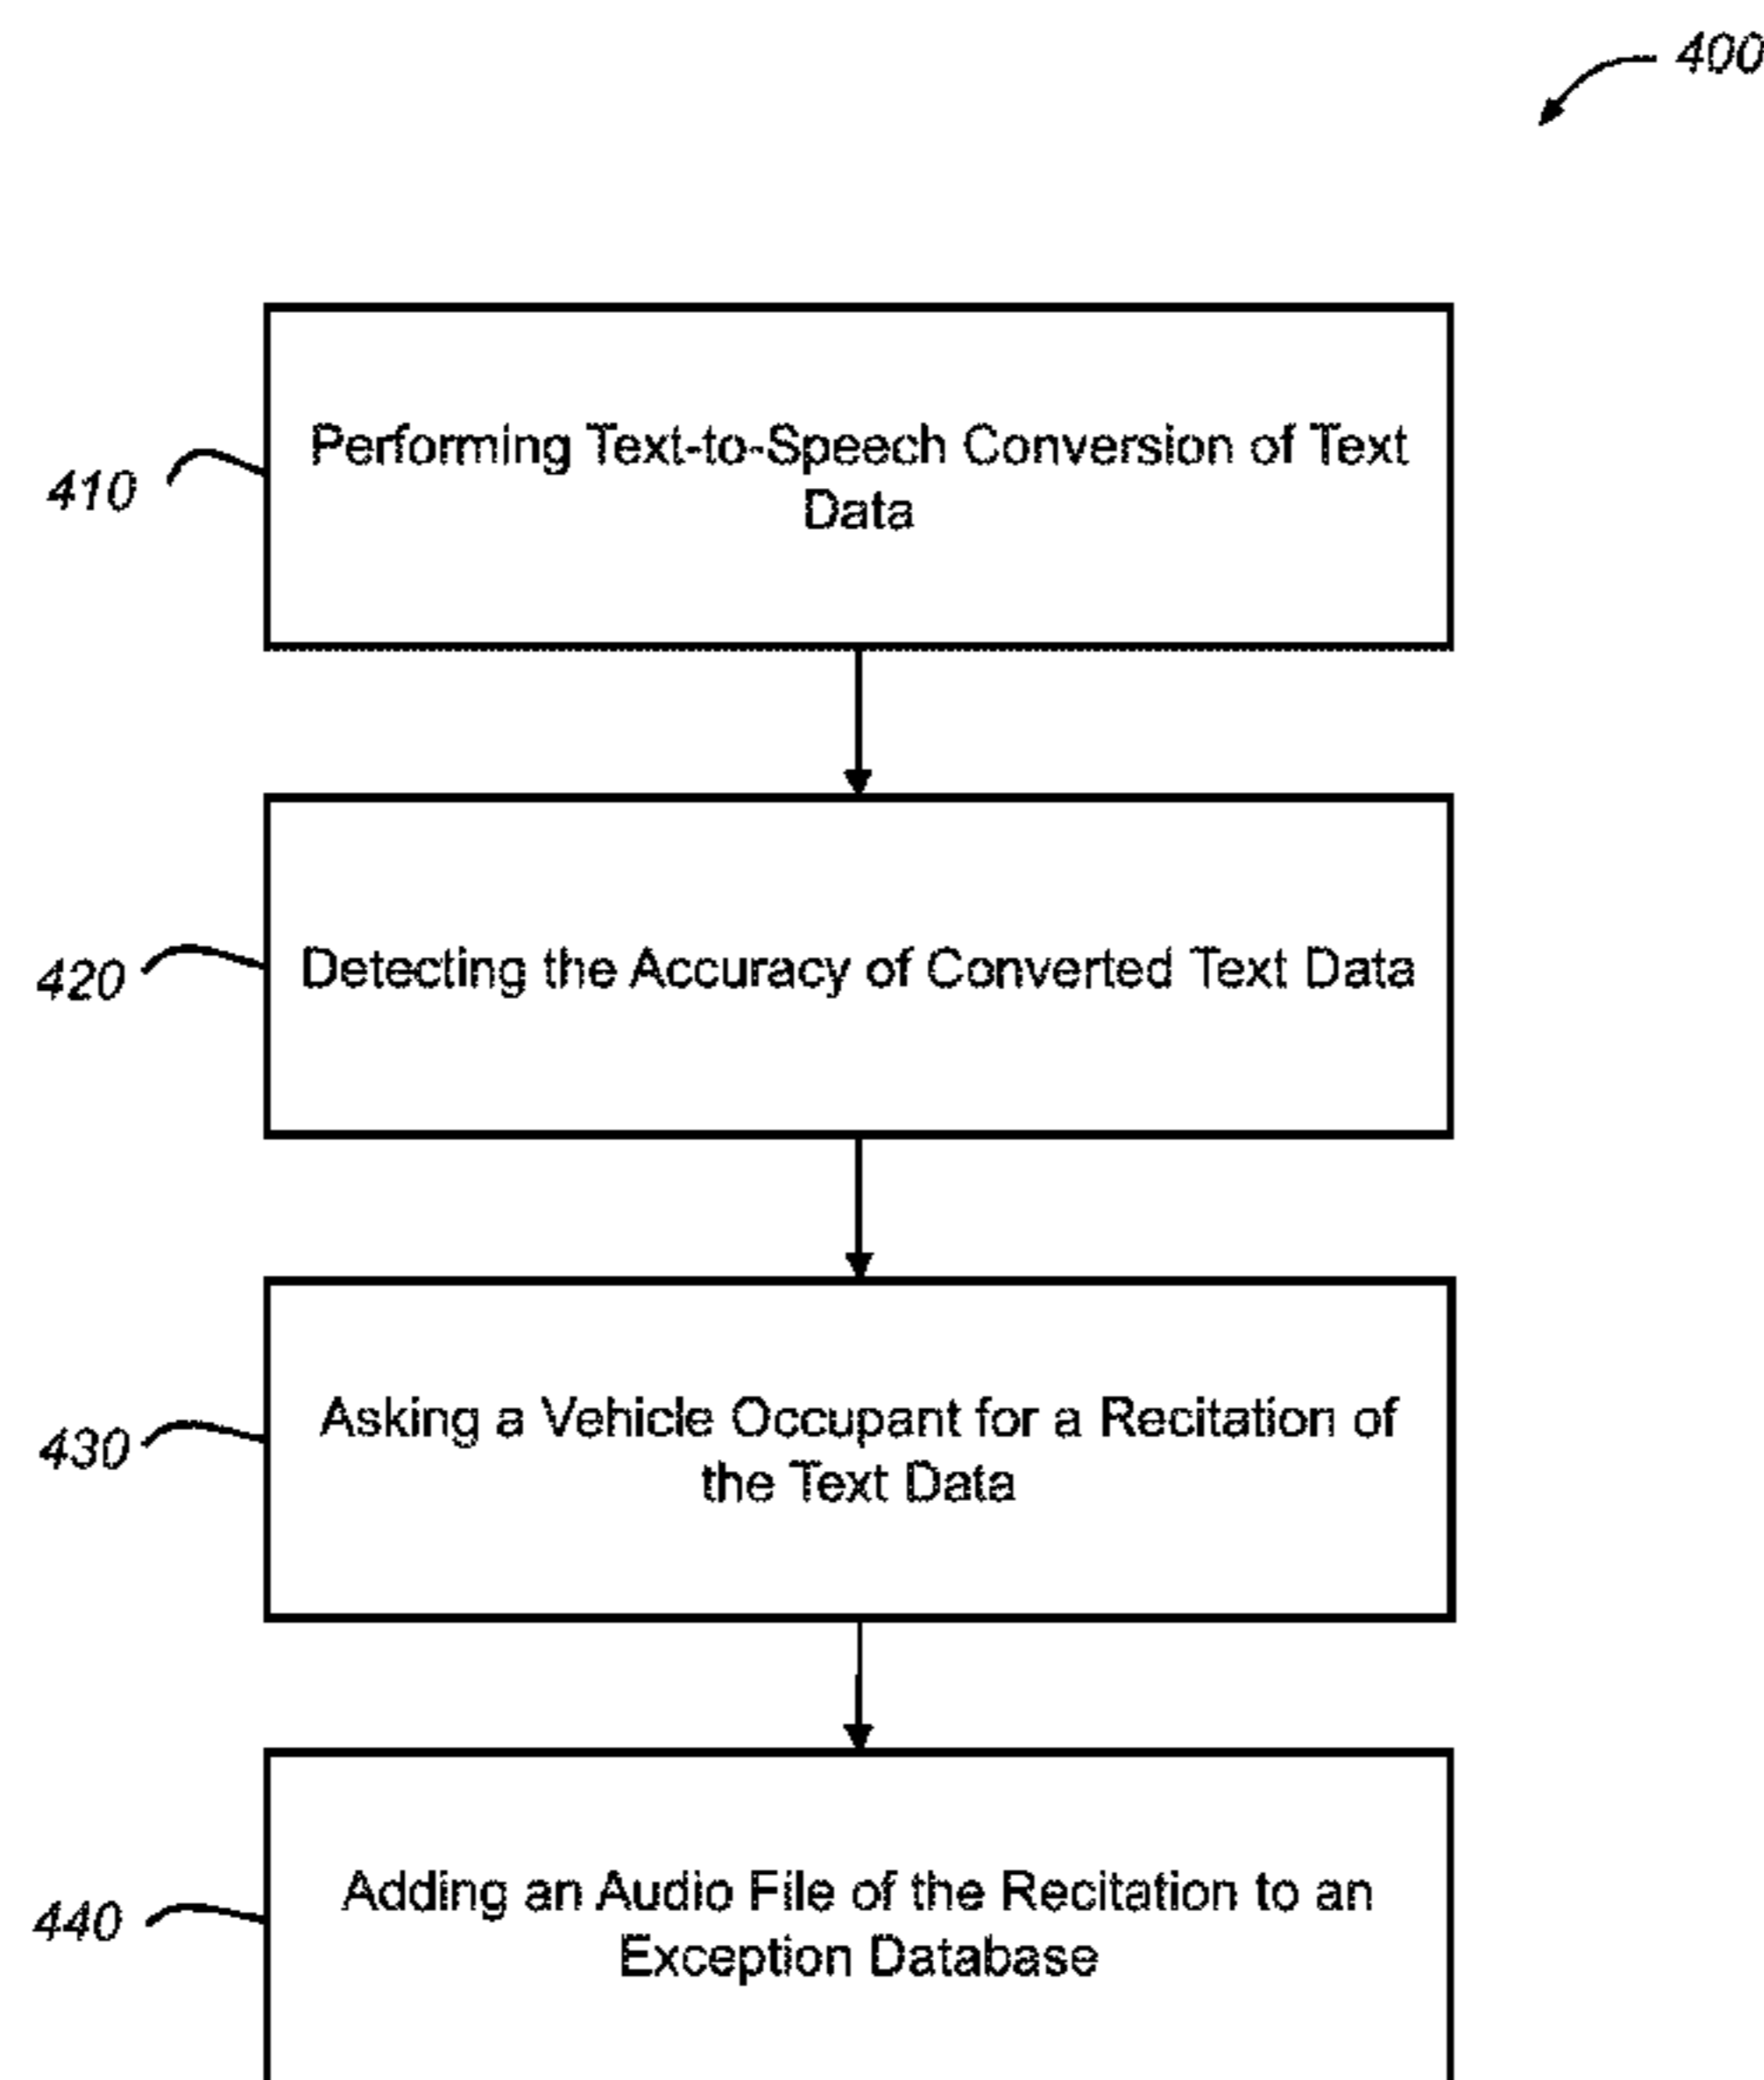 400
410
Performing Text-to-Speech Conversion of Text
Data
420
Detecting the Accuracy of Converted Text Data
430
Asking a Vehicle Occupant for a Recitation of
the Text Data
440
Adding an Audio File of the Recitation to an
Exception Database